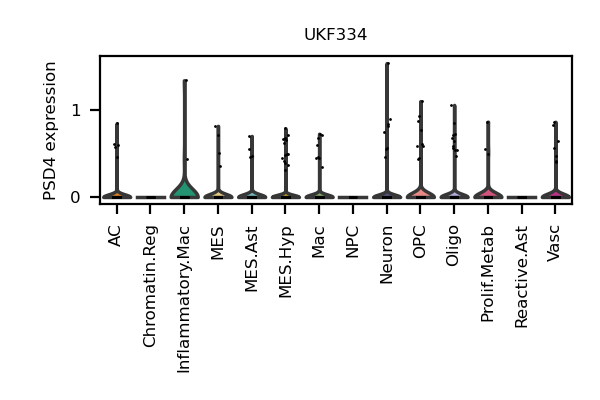 UKF334
PSD4 expression
1
0
AC
Chromatin.Reg
Inflammatory.Mac
MES
MES.Ast
MES.Hyp
Mac
NPC
Neuron
OPC
Oligo
Prolif.Metab
Reactive.Ast
Vasc